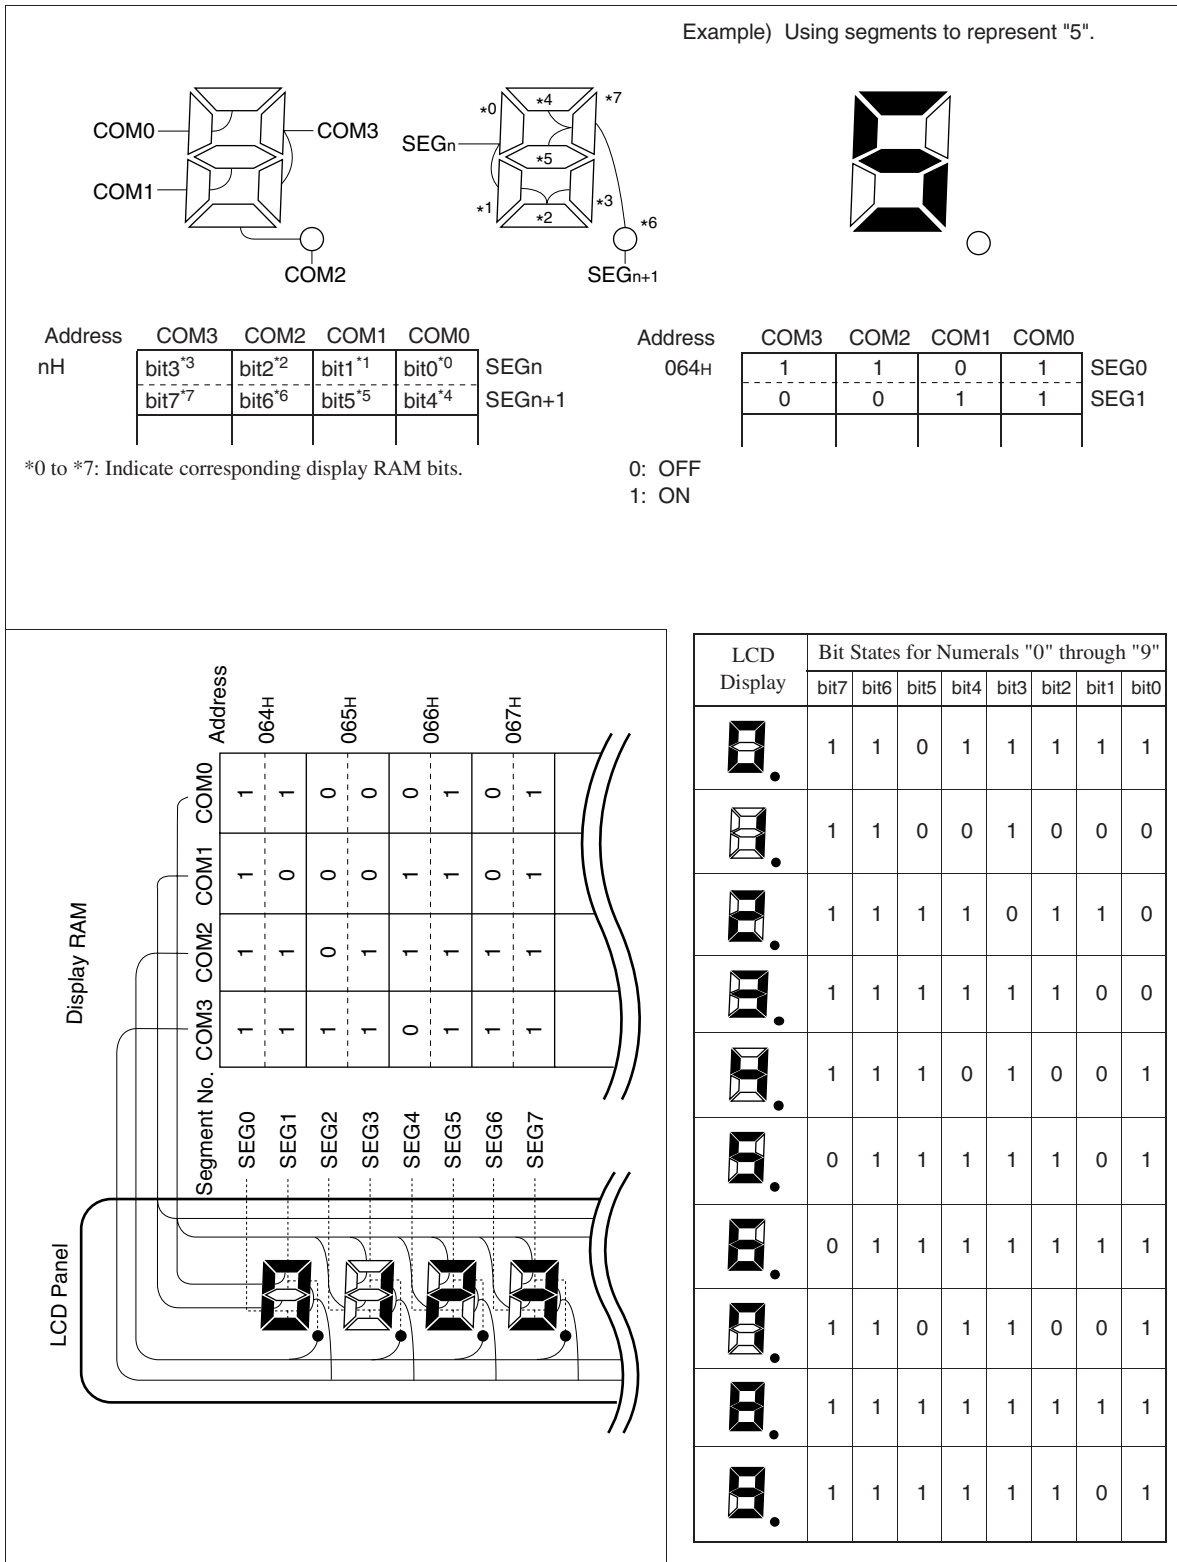 Example) Using segments to represent "5".
COM0 COM3 *0 *4 *7
SEGn *5
COM1 *1 *2 *3 *6
COM2 SEGn+1
Address COM3 COM2 COM1 COM0
nH bit3*3 bit2*2 bit1*1 bit0*0 SEGn
bit7*7 bit6*6 bit5*5 bit4*4 SEGn+1
*0 to *7: Indicate corresponding display RAM bits.
Address COM3 COM2 COM1 COM0
064H 1 1 0 1 SEG0
0 0 1 1 SEG1
0: OFF
1: ON
Display RAM
Address 064H 065H 066H 067H
COM0 1 1 0 0 0 1 0 1
COM1 1 0 0 0 1 1 0 1
COM2 1 1 0 1 1 1 1 1
COM3 1 1 1 1 0 1 1 1
Segment No. SEG0 SEG1 SEG2 SEG3 SEG4 SEG5 SEG6 SEG7
LCD Panel
LCD Display Bit States for Numerals "0" through "9"
bit7 bit6 bit5 bit4 bit3 bit2 bit1 bit0
0. 1 1 0 1 1 1 1 1
1. 1 1 0 0 1 0 0 0
2. 1 1 1 1 0 1 1 0
3. 1 1 1 1 1 1 0 0
4. 1 1 1 0 1 0 0 1
5. 0 1 1 1 1 1 0 1
6. 0 1 1 1 1 1 1 1
7. 1 1 0 1 1 0 0 1
8. 1 1 1 1 1 1 1 1
9. 1 1 1 1 1 1 0 1